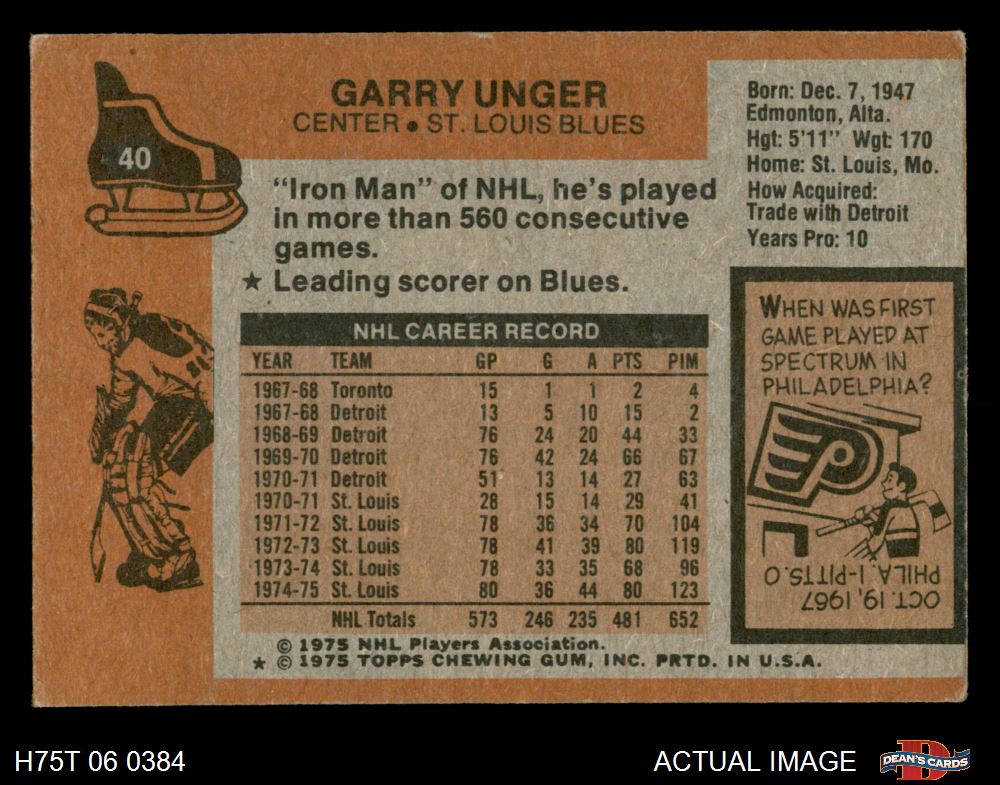 40
GARRY UNGER
CENTER • ST. LOUIS BLUES
"Iron Man" of NHL, he's played
in more than 560 consecutive
games.
★ Leading scorer on Blues.
NHL CAREER RECORD
YEAR TEAM GP G A PTS PIM
1967-68 Toronto 15 1 1 2 4
1967-68 Detroit 13 5 10 15 2
1968-69 Detroit 76 24 20 44 33
1969-70 Detroit 76 42 24 66 67
1970-71 Detroit 51 13 14 27 63
1970-71 St. Louis 28 15 14 29 41
1971-72 St. Louis 78 36 34 70 104
1972-73 St. Louis 78 41 39 80 119
1973-74 St. Louis 78 33 35 68 96
1974-75 St. Louis 80 36 44 80 123
NHL Totals 573 246 235 481 652
© 1975 NHL Players Association.
★ © 1975 TOPPS CHEWING GUM, INC. PRTD. IN U.S.A.
Born: Dec. 7, 1947
Edmonton, Alta.
Hgt: 5'11" Wgt: 170
Home: St. Louis, Mo.
How Acquired:
Trade with Detroit
Years Pro: 10
WHEN WAS FIRST
GAME PLAYED AT
SPECTRUM IN
PHILADELPHIA?
P
OCT. 19, 1967
PHILA. 1-PITTS. 0
H75T 06 0384
ACTUAL IMAGE
D
DEAN'S CARDS